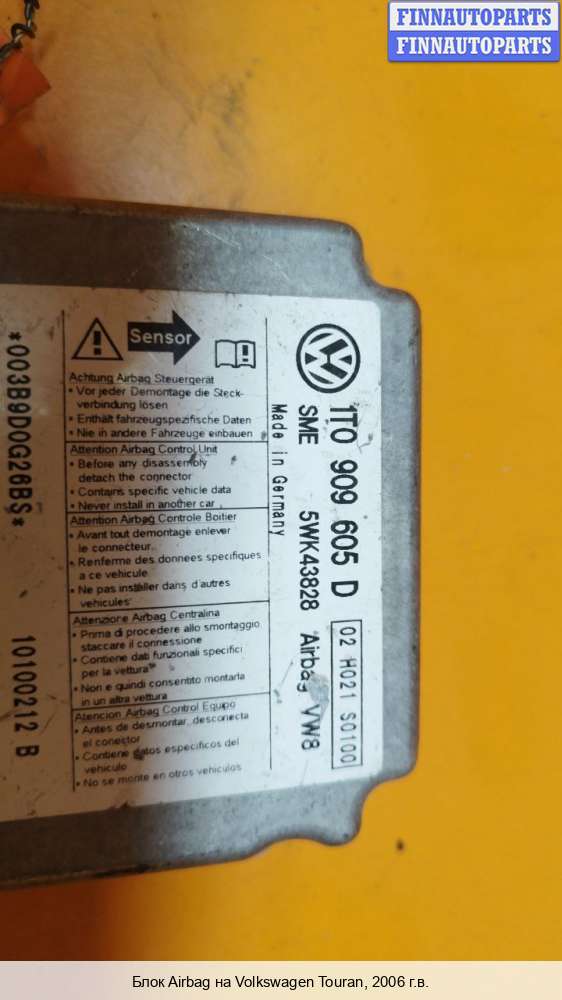 FINNAUTOPARTS
FINNAUTOPARTS
1T0 909 605 D
02 H021 S0100
SME 5WK43828 Airbag VW8
Made in Germany
Sensor
Achtung Airbag Steuergerät
• Vor jeder Demontage die Steck-
verbindung lösen
• Enthält fahrzeugspezifische Daten
• Nie in andere Fahrzeuge einbauen
Attention Airbag Control Unit
• Before any disassembly
detach the connector
• Contains specific vehicle data
• Never install in another car
Attention Airbag Controle Boitier
• Avant tout demontage enlever
le connecteur
• Renferme des donnees specifiques
a ce vehicule
• Ne pas installer dans d'autres
vehicules
Attenzione Airbag Centralina
• Prima di procedere allo smontaggio
staccare il connessione
• Contiene dati funzionali specifici
per la vettura
• Non e quindi consentito montarla
in un altra vettura
Atencion Airbag Control Equipo
• Antes de desmontar, desconecta
el conector
• Contiene datos especificos del
vehiculo
• No se monte en otros vehiculos
*003B9D0G26BS*
10100212 B
Блок Airbag на Volkswagen Touran, 2006 г.в.